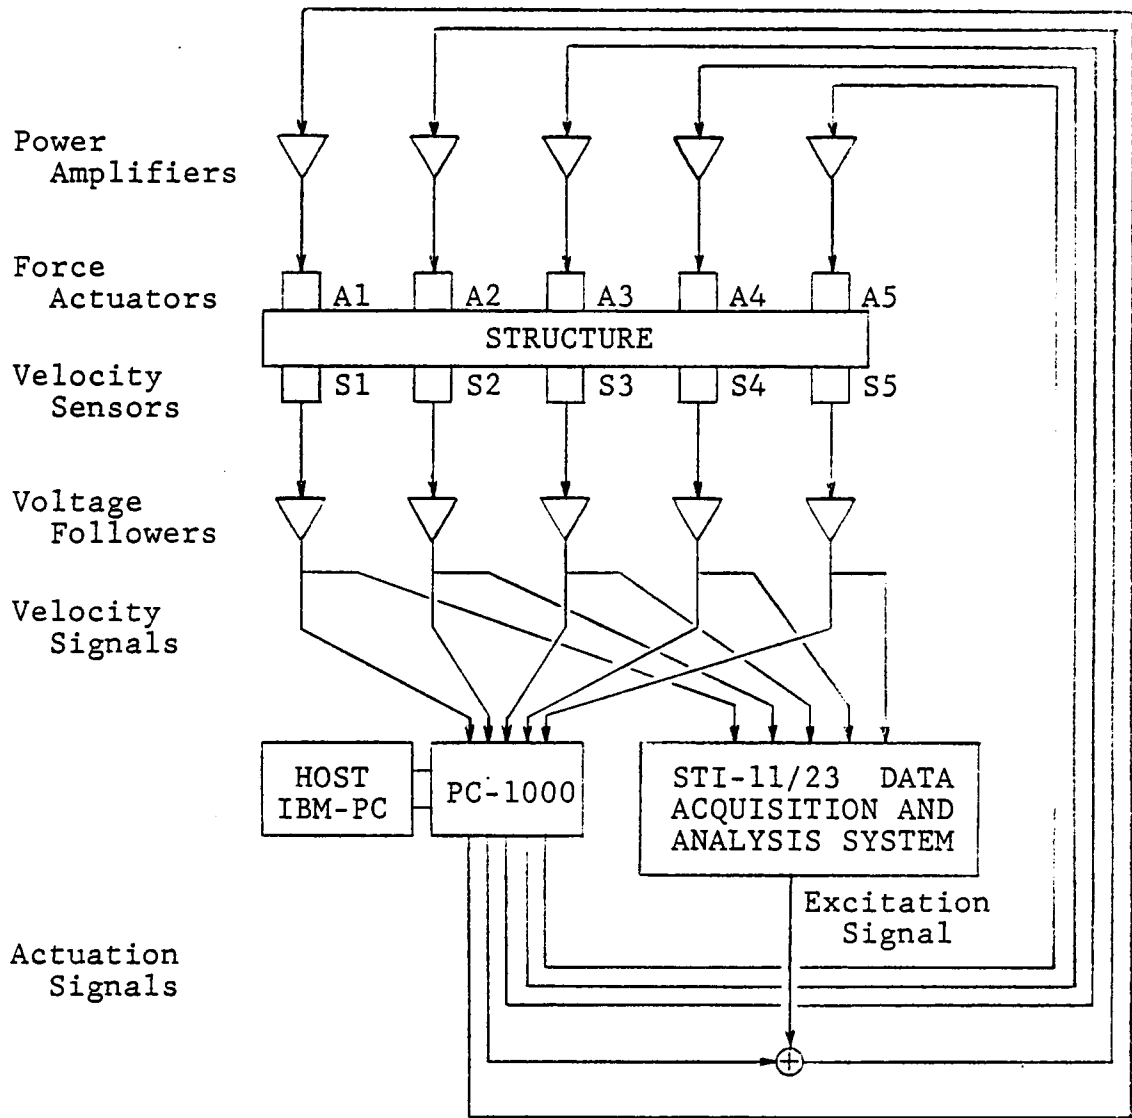 Power
Amplifiers
Force
Actuators
A1 A2 A3 A4 A5
STRUCTURE
Velocity
Sensors
S1 S2 S3 S4 S5
Voltage
Followers
Velocity
Signals
HOST
IBM-PC
PC-1000
STI-11/23 DATA
ACQUISITION AND
ANALYSIS SYSTEM
Excitation
Signal
Actuation
Signals
+